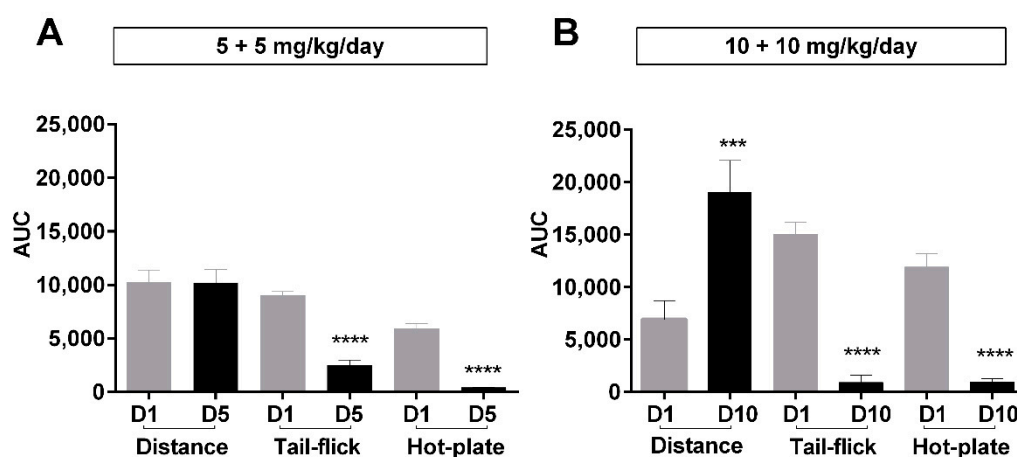 A
5 + 5 mg/kg/day
AUC
25,000
20,000
15,000
10,000
5,000
0
****
****
D1 D5 D1 D5 D1 D5
Distance Tail-flick Hot-plate
B
10 + 10 mg/kg/day
AUC
25,000
20,000
15,000
10,000
5,000
0
***
****
****
D1 D10 D1 D10 D1 D10
Distance Tail-flick Hot-plate